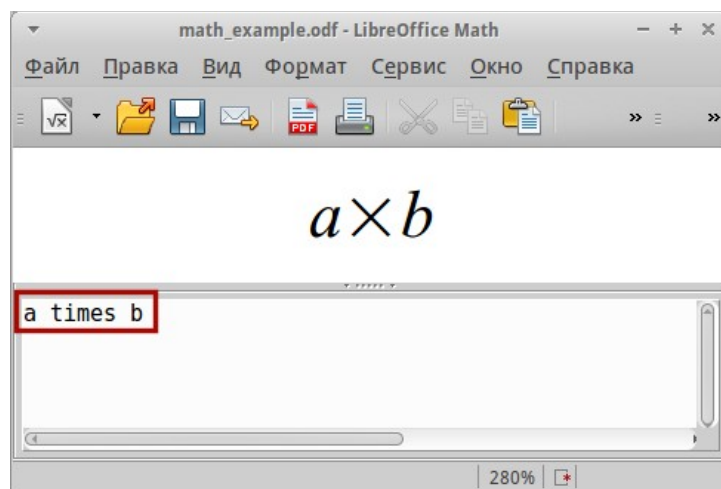 math_example.odf - LibreOffice Math
Файл Правка Вид Формат Сервис Окно Справка
√x PDF » »
a×b
a times b
280% *